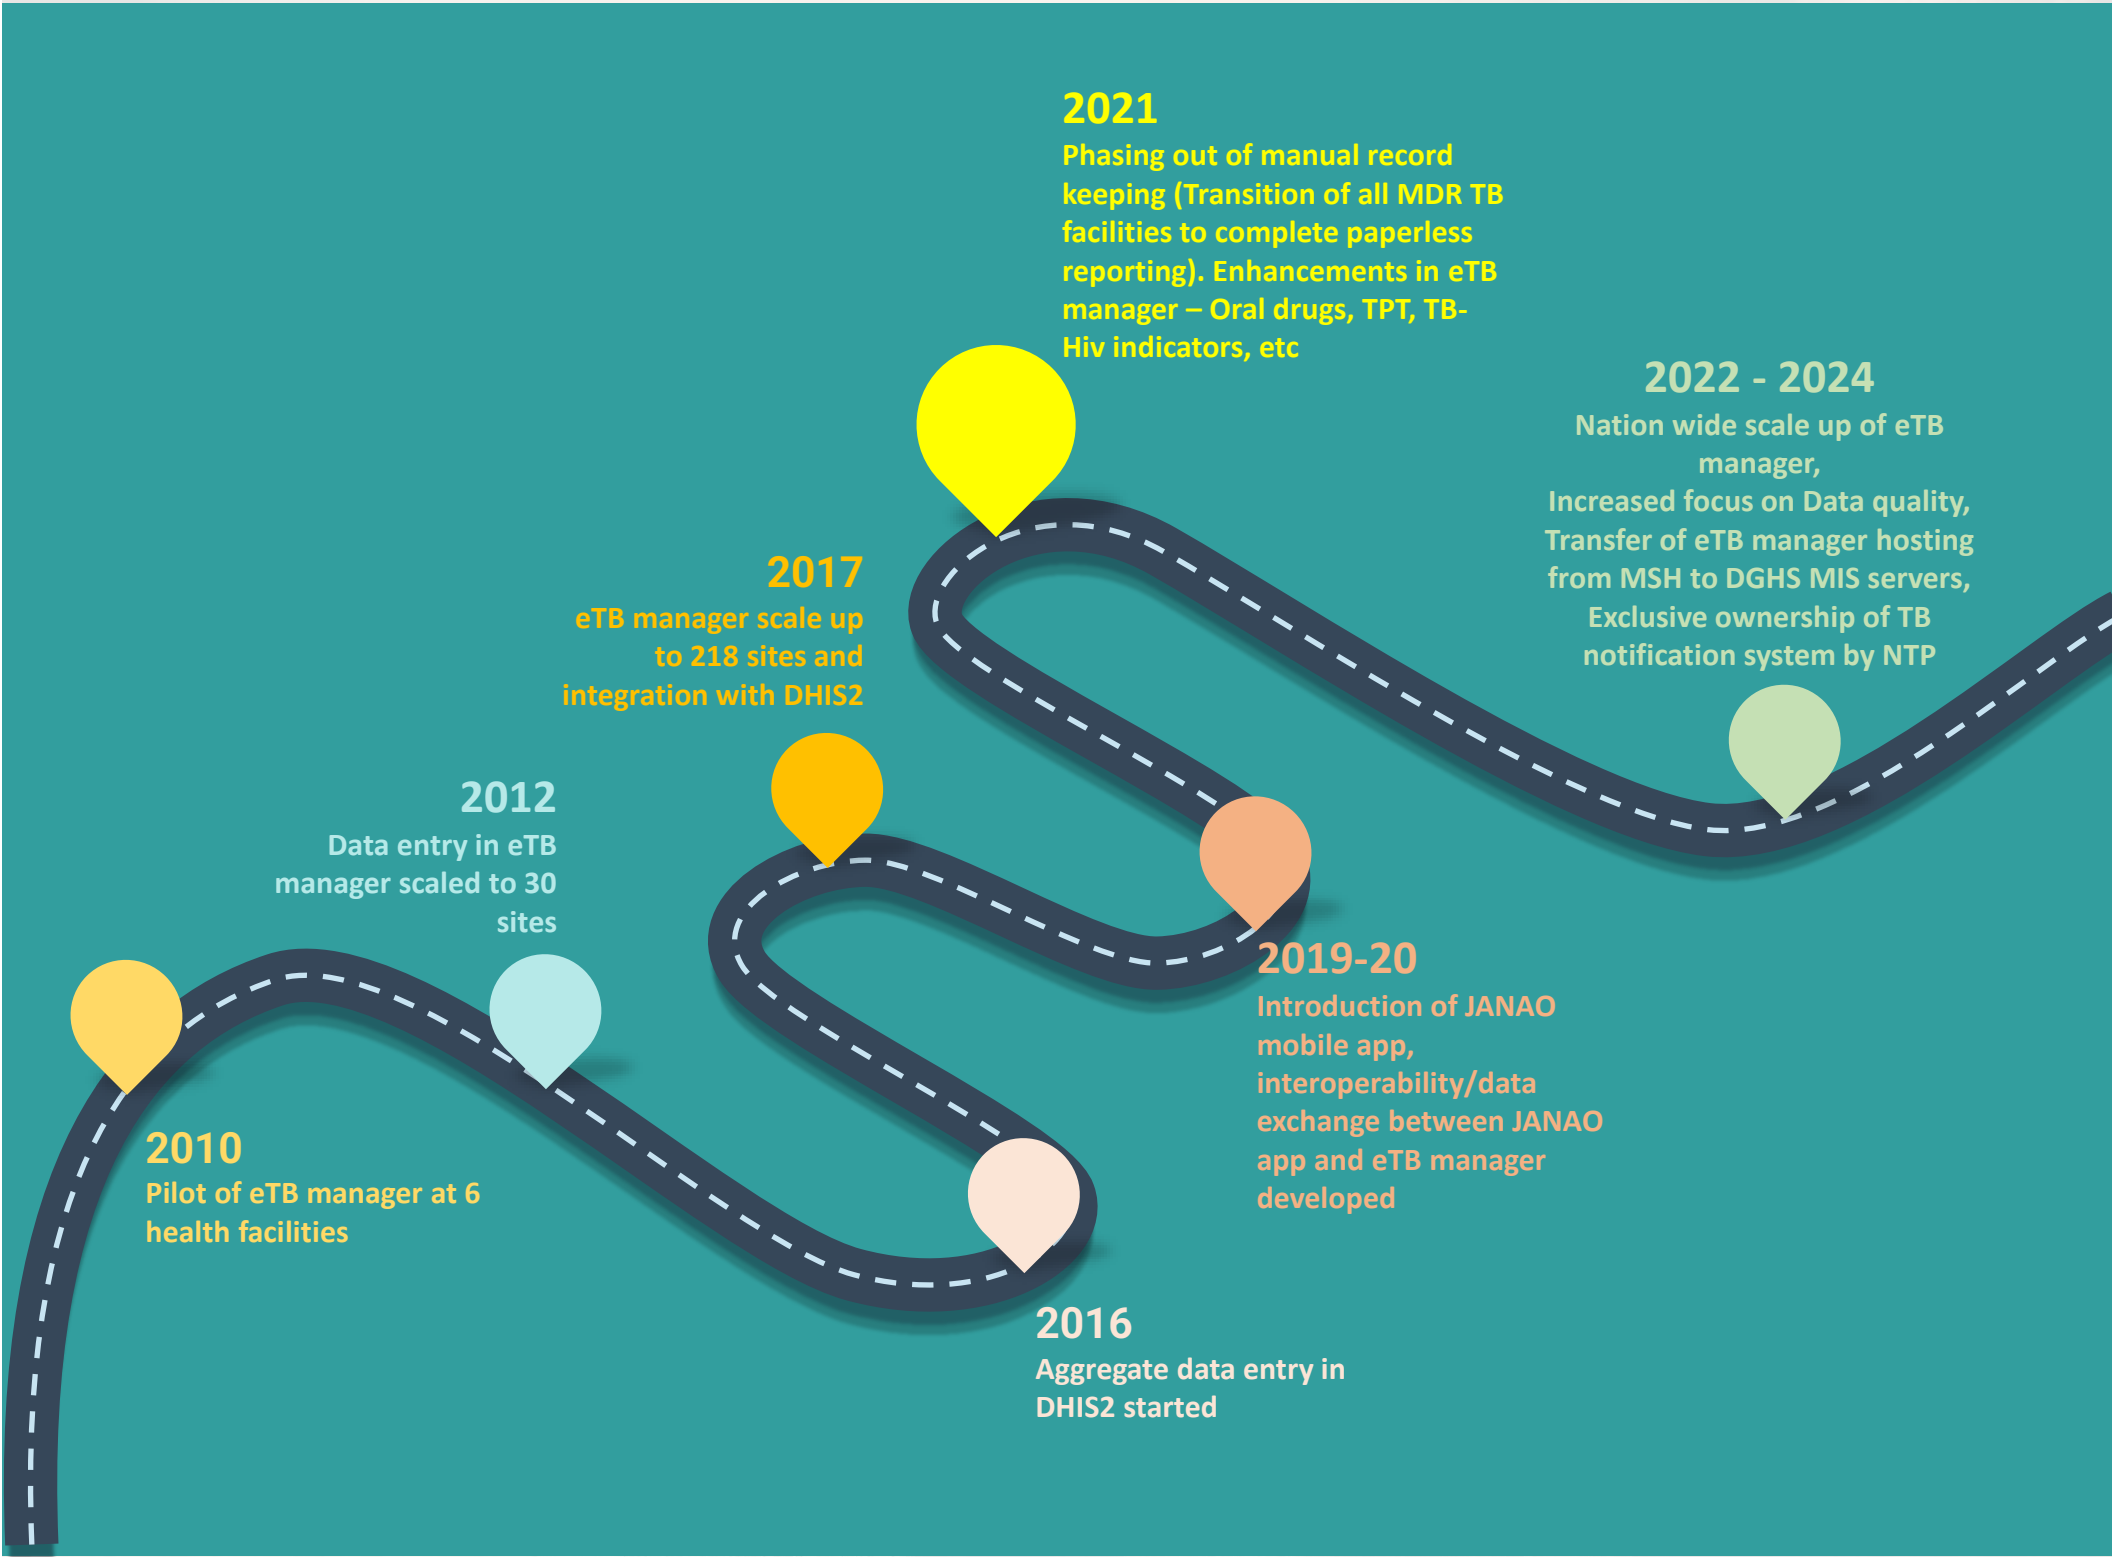 2021
Phasing out of manual record
keeping (Transition of all MDR TB
facilities to complete paperless
reporting). Enhancements in eTB
manager – Oral drugs, TPT, TB-
Hiv indicators, etc
2022 - 2024
Nation wide scale up of eTB
manager,
Increased focus on Data quality,
Transfer of eTB manager hosting
from MSH to DGHS MIS servers,
Exclusive ownership of TB
notification system by NTP
2017
eTB manager scale up
to 218 sites and
integration with DHIS2
2012
Data entry in eTB
manager scaled to 30
sites
2019-20
Introduction of JANAO
mobile app,
interoperability/data
exchange between JANAO
app and eTB manager
developed
2010
Pilot of eTB manager at 6
health facilities
2016
Aggregate data entry in
DHIS2 started